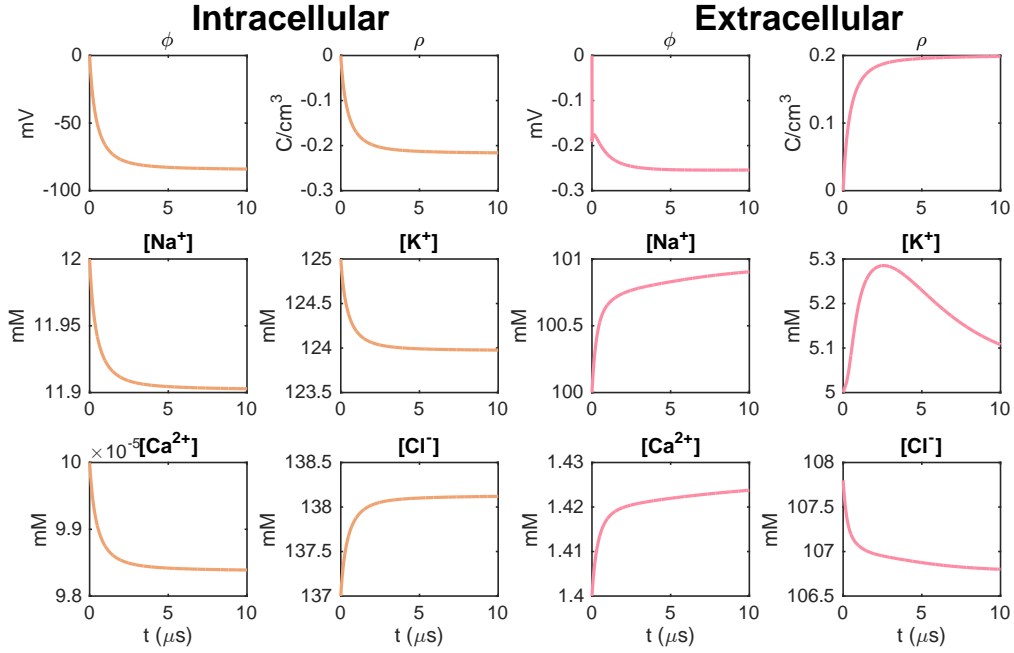 Intracellular
Extracellular
ϕ
ρ
ϕ
ρ
mV
0
-50
-100
0 5 10
C/cm³
0
-0.1
-0.2
-0.3
0 5 10
mV
0
-0.1
-0.2
-0.3
0 5 10
C/cm³
0.2
0.1
0
0 5 10
[Na⁺]
mM
12
11.95
11.9
0 5 10
[K⁺]
mM
125
124.5
124
123.5
0 5 10
[Na⁺]
mM
101
100.5
100
0 5 10
[K⁺]
mM
5.3
5.2
5.1
5
0 5 10
×10⁻⁵
[Ca²⁺]
mM
10
9.9
9.8
0 5 10
t (μs)
[Cl⁻]
mM
138.5
138
137.5
137
0 5 10
t (μs)
[Ca²⁺]
mM
1.43
1.42
1.41
1.4
0 5 10
t (μs)
[Cl⁻]
mM
108
107.5
107
106.5
0 5 10
t (μs)